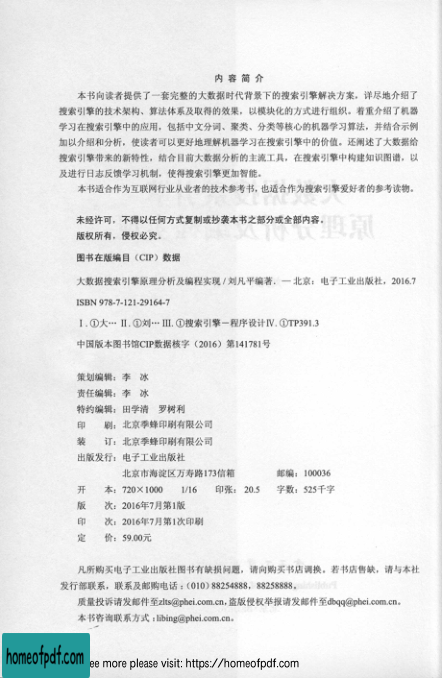 内 容 简 介
本书向读者提供了一套完整的大数据时代背景下的搜索引擎解决方案，详尽地介绍了
搜索引擎的技术架构、算法体系及取得的效果，以模块化的方式进行组织。着重介绍了机器
学习在搜索引擎中的应用，包括中文分词、聚类、分类等核心的机器学习算法，并结合示例
加以介绍和分析，使读者可以更好地理解机器学习在搜索引擎中的价值。还阐述了大数据给
搜索引擎带来的新特性，结合目前大数据分析的主流工具，在搜索引擎中构建知识图谱，以
及进行日志反馈学习机制，使得搜索引擎更加智能。
本书适合作为互联网行业从业者的技术参考书，也适合作为搜索引擎爱好者的参考读物。
未经许可，不得以任何方式复制或抄袭本书之部分或全部内容。
版权所有，侵权必究。
图书在版编目（CIP）数据
大数据搜索引擎原理分析及编程实现 / 刘凡平编著. — 北京：电子工业出版社，2016.7
ISBN 978-7-121-29164-7
Ⅰ.①大… Ⅱ.①刘… Ⅲ.①搜索引擎－程序设计Ⅳ.①TP391.3
中国版本图书馆CIP数据核字（2016）第141781号
策划编辑：李 冰
责任编辑：李 冰
特约编辑：田学清 罗树利
印 刷：北京季蜂印刷有限公司
装 订：北京季蜂印刷有限公司
出版发行：电子工业出版社
北京市海淀区万寿路173信箱 邮编：100036
开 本：720×1000 1/16 印张：20.5 字数：525千字
版 次：2016年7月第1版
印 次：2016年7月第1次印刷
定 价：59.00元
凡所购买电子工业出版社图书有缺损问题，请向购买书店调换。若书店售缺，请与本社
发行部联系，联系及邮购电话：(010) 88254888，88258888。
质量投诉请发邮件至zlts@phei.com.cn，盗版侵权举报请发邮件至dbqq@phei.com.cn。
本书咨询联系方式：libing@phei.com.cn。
homeofpdf.com
ee more please visit: https://homeofpdf.com